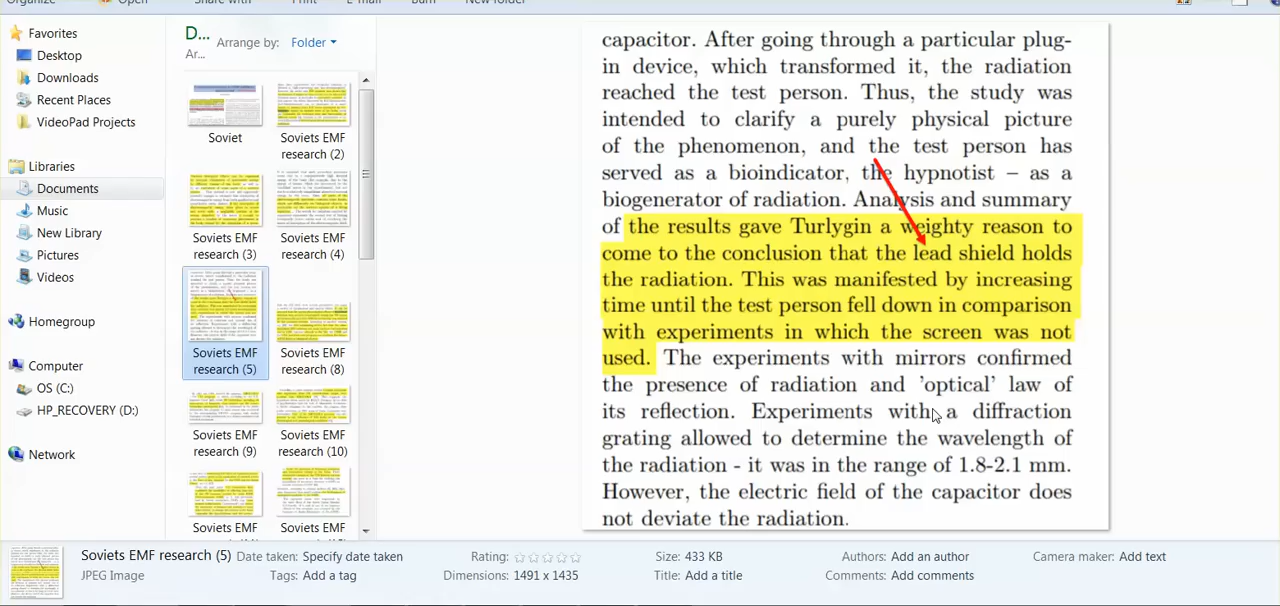 Organize
Open
Share with
Print
E-mail
Burn
New folder
Favorites
Desktop
Downloads
Recent Places
VideoPad Projects
Libraries
Documents
Music
New Library
Pictures
Videos
Homegroup
Computer
OS (C:)
HP_RECOVERY (D:)
Network
D...
Ar...
Arrange by: Folder
Soviet
Soviets EMF
research (2)
Soviets EMF
research (3)
Soviets EMF
research (4)
Soviets EMF
research (5)
Soviets EMF
research (8)
Soviets EMF
research (9)
Soviets EMF
research (10)
Soviets EMF
Soviets EMF
capacitor. After going through a particular plug-
in device, which transformed it, the radiation
reached the test person. Thus, the study was
intended to clarify a purely physical picture
of the phenomenon, and the test person has
served as a bioindicator, the hypnotist – as a
biogenerator of radiation. Analysis and summary
of the results gave Turlygin a weighty reason to
come to the conclusion that the lead shield holds
the radiation. This was manifested by increasing
time until the test person fell down in comparison
with experiments in which the screen was not
used. The experiments with mirrors confirmed
the presence of radiation and 'optical' law of
its reflection. Experiments with a diffraction
grating allowed to determine the wavelength of
the radiation – was in the range of 1.8-2.1 mm.
However, the electric field of the capacitor does
not deviate the radiation.
Soviets EMF research (5) Date taken: Specify date taken
JPEG Image
Tags: Add a tag
Rating:
Dimensions: 1491 x 1435
Size: 433
Title: Add
Authors: Add an author
Comments: Add comments
Camera maker: Add text